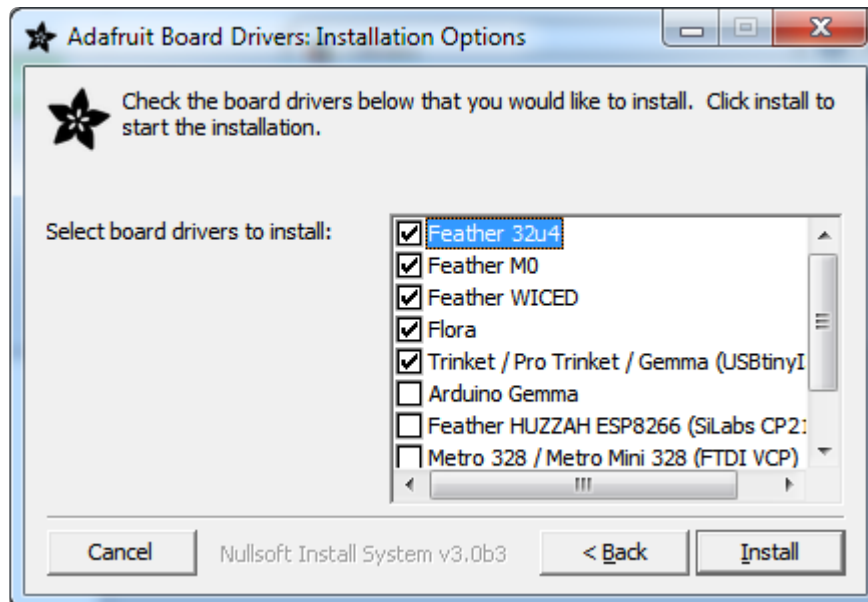 Adafruit Board Drivers: Installation Options
Check the board drivers below that you would like to install.  Click install to
start the installation.
Select board drivers to install:
Feather 32u4
Feather M0
Feather WICED
Flora
Trinket / Pro Trinket / Gemma (USBtinyI
Arduino Gemma
Feather HUZZAH ESP8266 (SiLabs CP21
Metro 328 / Metro Mini 328 (FTDI VCP)
Cancel
Nullsoft Install System v3.0b3
< Back
Install